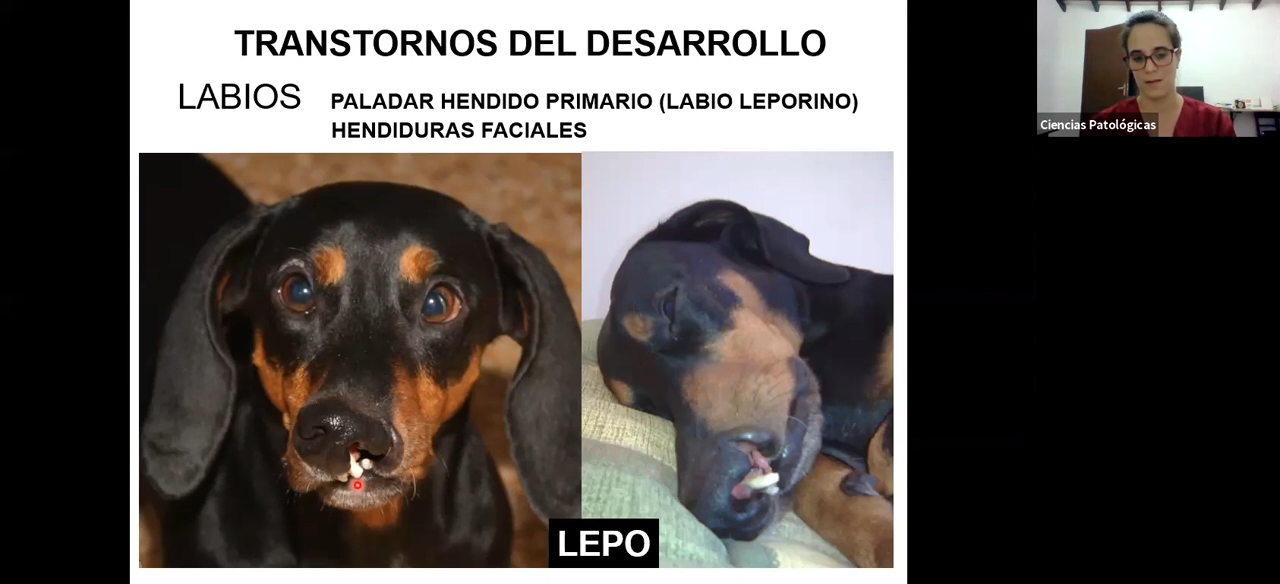 TRANSTORNOS DEL DESARROLLO
LABIOS
PALADAR HENDIDO PRIMARIO (LABIO LEPORINO)
HENDIDURAS FACIALES
LEPO
Ciencias Patológicas